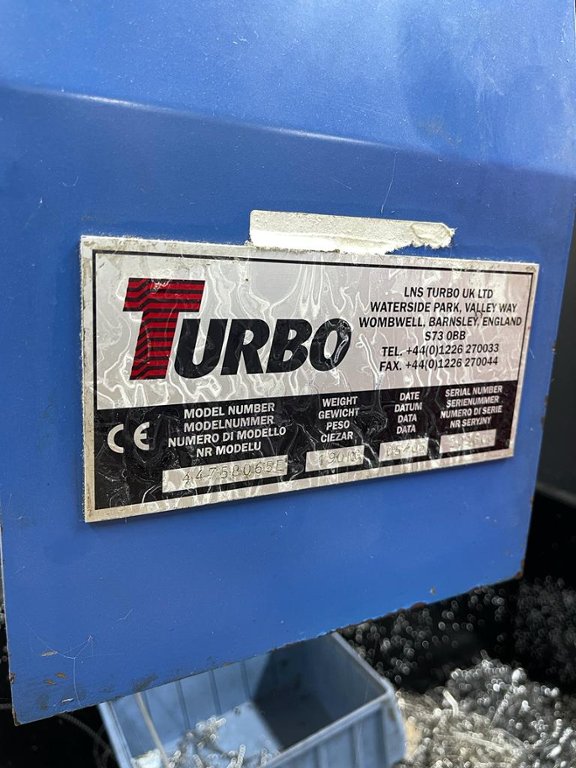 TURBO
LNS TURBO UK LTD
WATERSIDE PARK, VALLEY WAY
WOMBWELL, BARNSLEY, ENGLAND
S73 0BB
TEL. +44(0)1226 270033
FAX. +44(0)1226 270044
CE
MODEL NUMBER
MODELNUMMER
NUMERO DI MODELLO
NR MODELU
WEIGHT
GEWICHT
PESO
CIEZAR
DATE
DATUM
DATA
DATA
SERIAL NUMBER
SERIENUMMER
NUMERO DI SERIE
NR SERYJNY